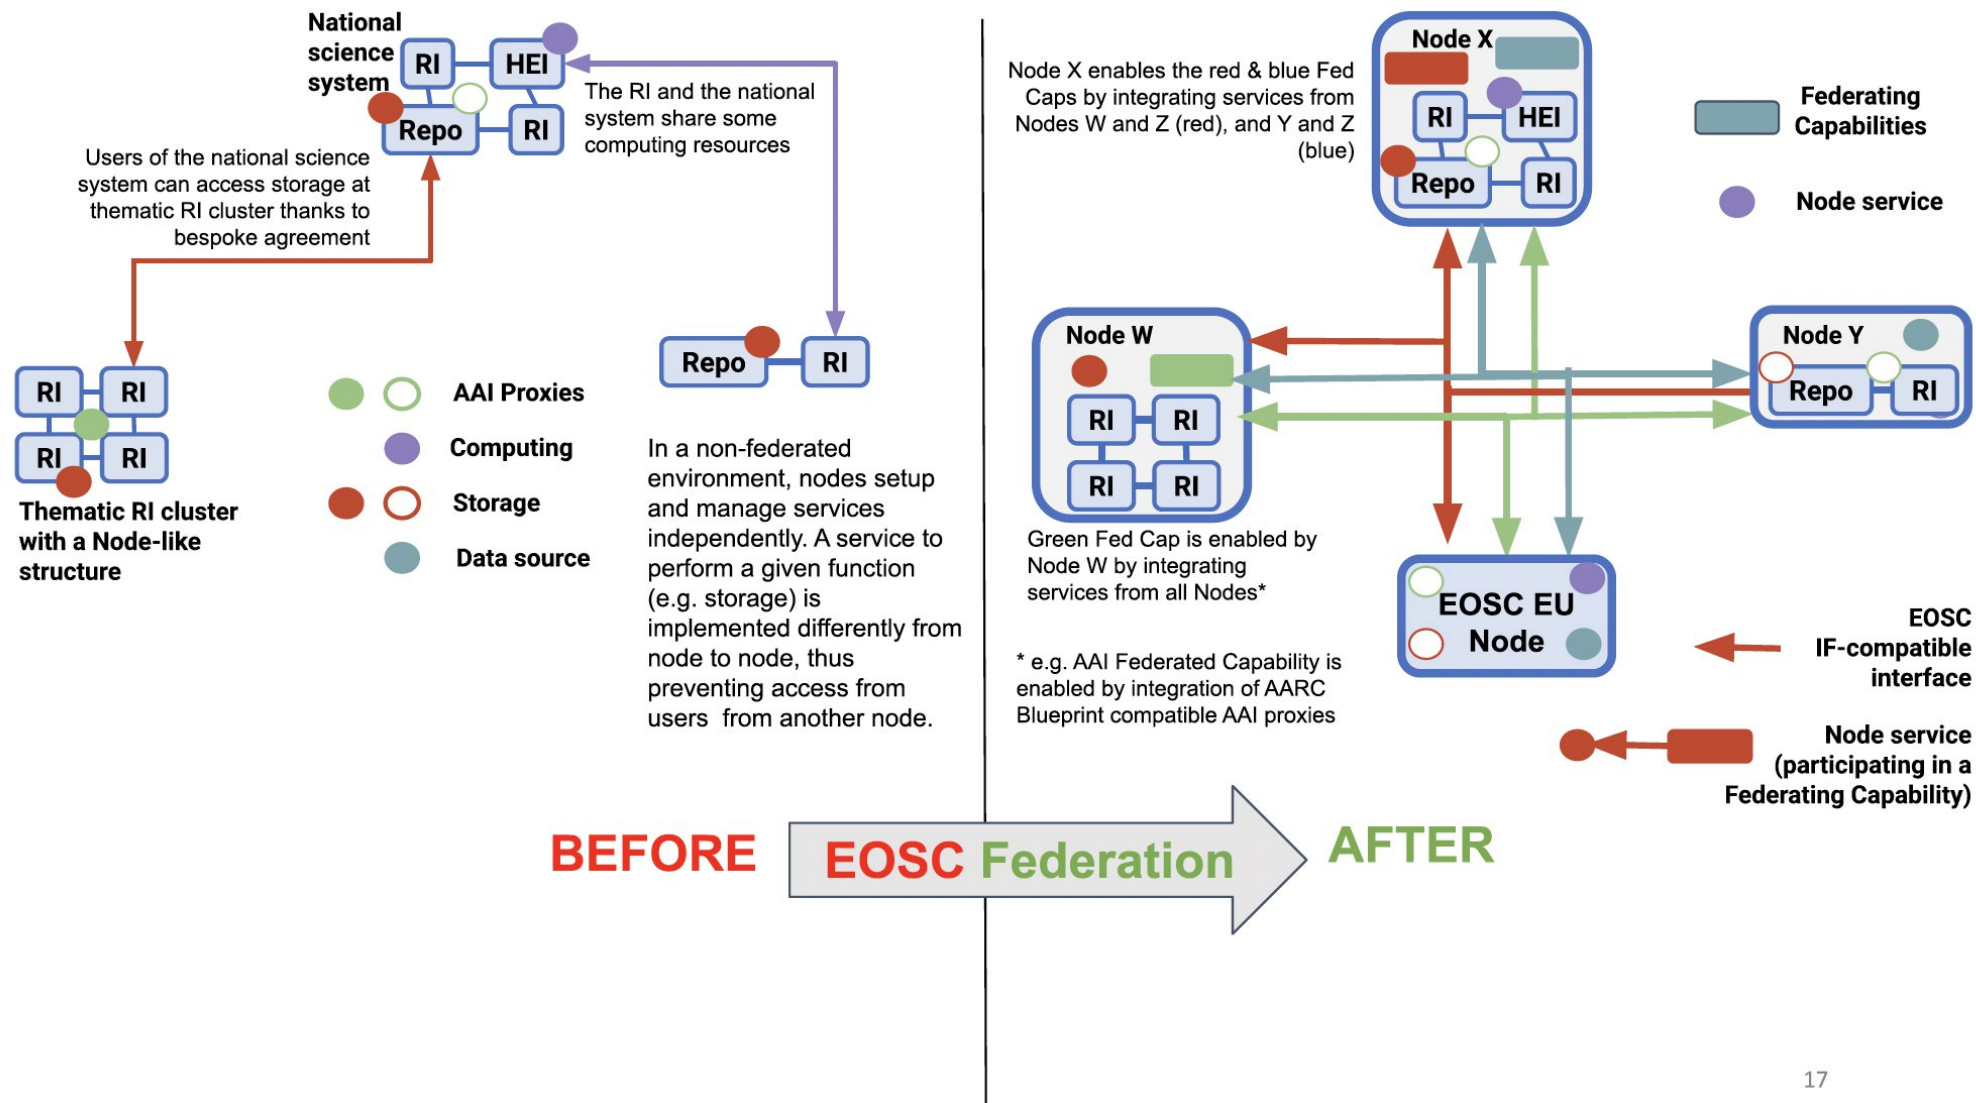 National
science
system
RI
HEI
Repo
RI
The RI and the national
system share some
computing resources
Users of the national science
system can access storage at
thematic RI cluster thanks to
bespoke agreement
Repo
RI
RI
RI
RI
RI
Thematic RI cluster
with a Node-like
structure
AAI Proxies
Computing
Storage
Data source
In a non-federated
environment, nodes setup
and manage services
independently. A service to
perform a given function
(e.g. storage) is
implemented differently from
node to node, thus
preventing access from
users from another node.
Node X enables the red & blue Fed
Caps by integrating services from
Nodes W and Z (red), and Y and Z
(blue)
Node X
RI
HEI
Repo
RI
Federating
Capabilities
Node service
Node W
RI
RI
RI
RI
Green Fed Cap is enabled by
Node W by integrating
services from all Nodes*
* e.g. AAI Federated Capability is
enabled by integration of AARC
Blueprint compatible AAI proxies
Node Y
Repo
RI
EOSC EU
Node
EOSC
IF-compatible
interface
Node service
(participating in a
Federating Capability)
BEFORE
EOSC Federation
AFTER
17